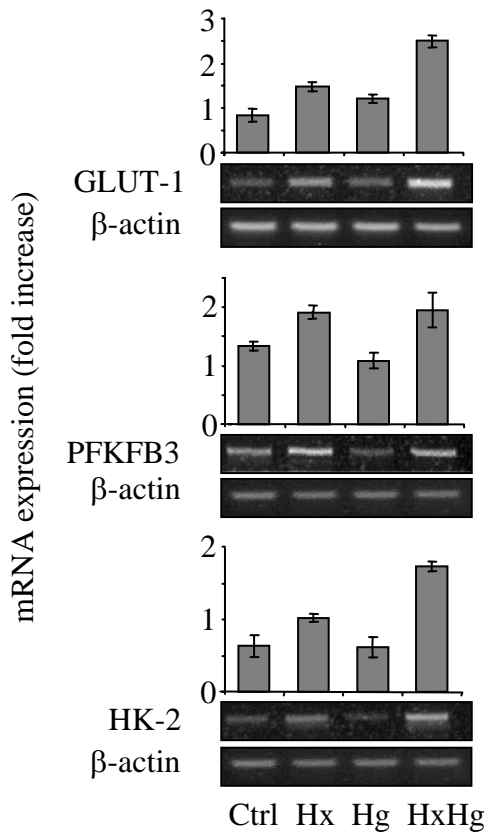 mRNA expression (fold increase)
3
2
1
0
GLUT-1
β-actin
2
1
0
PFKFB3
β-actin
2
1
0
HK-2
β-actin
Ctrl Hx Hg HxHg